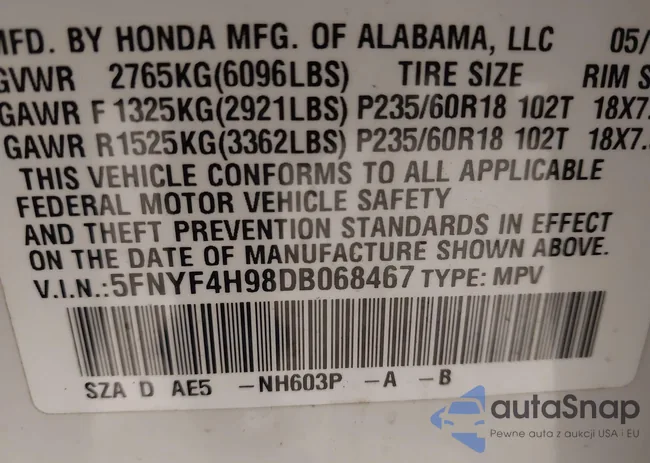 MFD. BY HONDA MFG. OF ALABAMA, LLC 05/
GVWR 2765KG(6096LBS) TIRE SIZE RIM S
GAWR F 1325KG(2921LBS) P235/60R18 102T 18X7.
GAWR R1525KG(3362LBS) P235/60R18 102T 18X7.
THIS VEHICLE CONFORMS TO ALL APPLICABLE
FEDERAL MOTOR VEHICLE SAFETY
AND THEFT PREVENTION STANDARDS IN EFFECT
ON THE DATE OF MANUFACTURE SHOWN ABOVE.
V.I.N.:5FNYF4H98DB068467 TYPE: MPV
SZA D AE5 -NH603P -A -B
autaSnap
Pewne auta z aukcji USA i EU